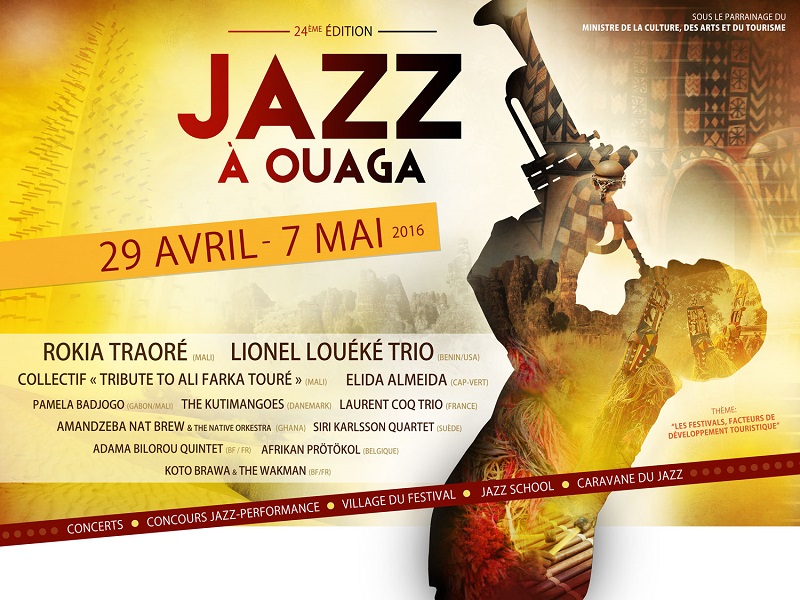 24ÈME ÉDITION
SOUS LE PARRAINAGE DU
MINISTRE DE LA CULTURE, DES ARTS ET DU TOURISME
JAZZ
À OUAGA
29 AVRIL - 7 MAI 2016
ROKIA TRAORÉ (MALI) LIONEL LOUÉKÉ TRIO (BENIN/USA)
COLLECTIF « TRIBUTE TO ALI FARKA TOURÉ » (MALI) ELIDA ALMEIDA (CAP-VERT)
PAMELA BADJOGO (GABON/MALI) THE KUTIMANGOES (DANEMARK) LAURENT COQ TRIO (FRANCE)
AMANDZEBA NAT BREW & THE NATIVE ORKESTRA (GHANA) SIRI KARLSSON QUARTET (SUÈDE)
ADAMA BILOROU QUINTET (BF / FR) AFRIKAN PRÖTÖKOL (BELGIQUE)
KOTO BRAWA & THE WAKMAN (BF/FR)
THÈME:
"LES FESTIVALS, FACTEURS DE
DÉVELOPPEMENT TOURISTIQUE"
CONCERTS • CONCOURS JAZZ-PERFORMANCE • VILLAGE DU FESTIVAL • JAZZ SCHOOL • CARAVANE DU JAZZ